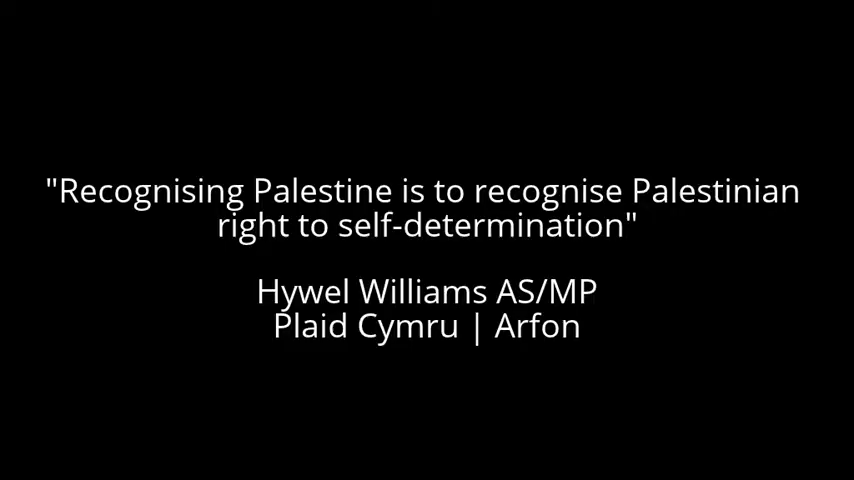 "Recognising Palestine is to recognise Palestinian
right to self-determination"
Hywel Williams AS/MP
Plaid Cymru | Arfon